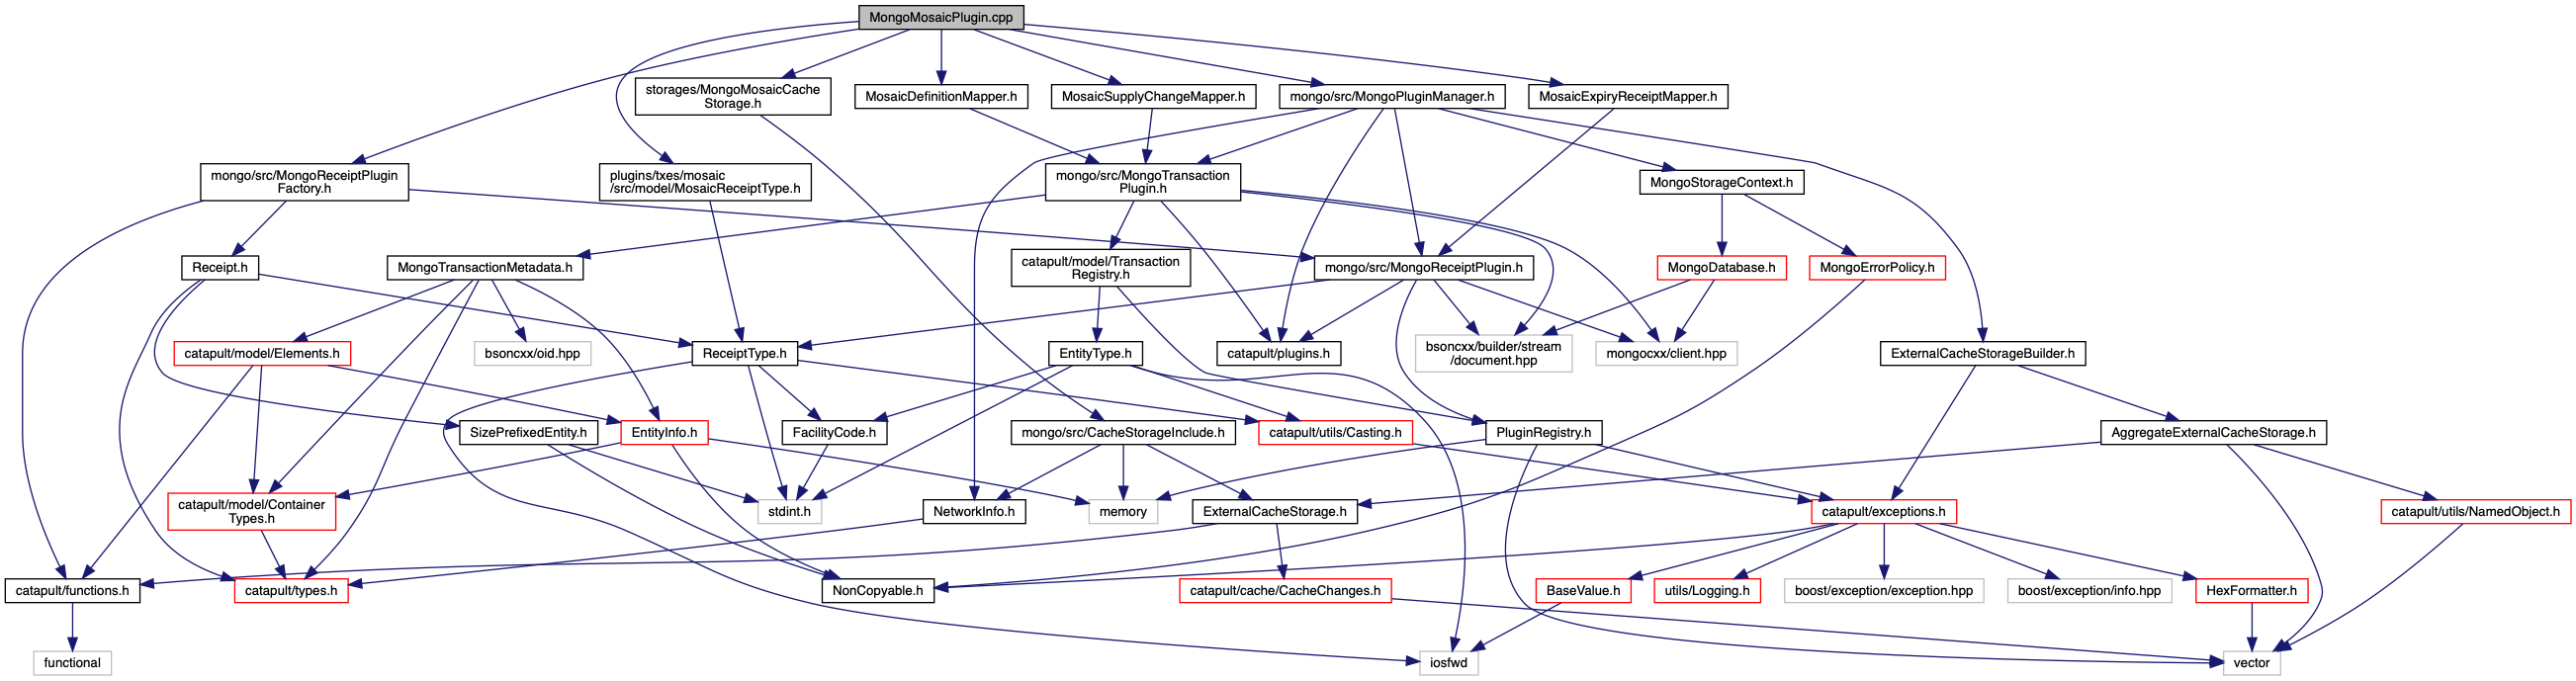 MongoMosaicPlugin.cpp
storages/MongoMosaicCache
Storage.h
MosaicDefinitionMapper.h
MosaicSupplyChangeMapper.h
mongo/src/MongoPluginManager.h
MosaicExpiryReceiptMapper.h
mongo/src/MongoReceiptPlugin
Factory.h
plugins/txes/mosaic
/src/model/MosaicReceiptType.h
mongo/src/MongoTransaction
Plugin.h
MongoStorageContext.h
Receipt.h
MongoTransactionMetadata.h
catapult/model/Transaction
Registry.h
mongo/src/MongoReceiptPlugin.h
MongoDatabase.h
MongoErrorPolicy.h
catapult/model/Elements.h
bsoncxx/oid.hpp
ReceiptType.h
EntityType.h
catapult/plugins.h
bsoncxx/builder/stream
/document.hpp
mongocxx/client.hpp
ExternalCacheStorageBuilder.h
SizePrefixedEntity.h
EntityInfo.h
FacilityCode.h
mongo/src/CacheStorageInclude.h
catapult/utils/Casting.h
PluginRegistry.h
AggregateExternalCacheStorage.h
catapult/model/Container
Types.h
stdint.h
NetworkInfo.h
memory
ExternalCacheStorage.h
catapult/exceptions.h
catapult/utils/NamedObject.h
catapult/functions.h
catapult/types.h
NonCopyable.h
catapult/cache/CacheChanges.h
BaseValue.h
utils/Logging.h
boost/exception/exception.hpp
boost/exception/info.hpp
HexFormatter.h
functional
iosfwd
vector